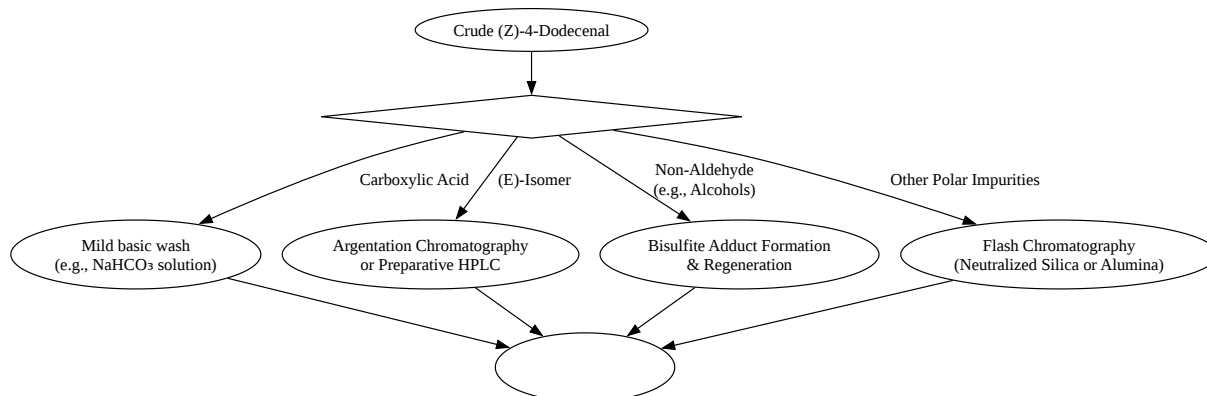 Crude (Z)-4-Dodecenal
Carboxylic Acid
(E)-Isomer
Non-Aldehyde
(e.g., Alcohols)
Other Polar Impurities
Mild basic wash
(e.g., NaHCO₃ solution)
Argentation Chromatography
or Preparative HPLC
Bisulfite Adduct Formation
& Regeneration
Flash Chromatography
(Neutralized Silica or Alumina)